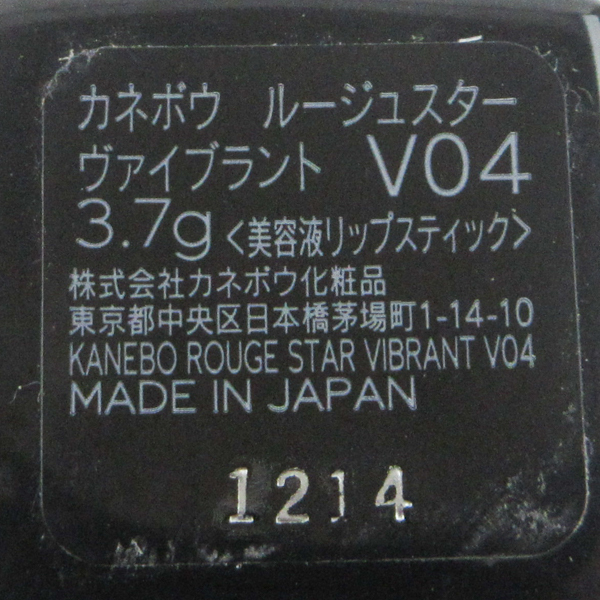 カネボウ ルージュスター
ヴァイブラント V04
3.7g <美容液リップスティック>
株式会社カネボウ化粧品
東京都中央区日本橋茅場町1-14-10
KANEBO ROUGE STAR VIBRANT V04
MADE IN JAPAN
1214